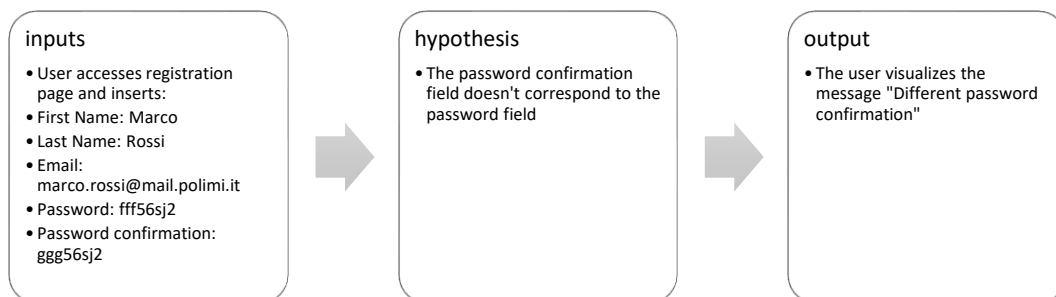 inputs
• User accesses registration
page and inserts:
• First Name: Marco
• Last Name: Rossi
• Email:
marco.rossi@mail.polimi.it
• Password: fff56sj2
• Password confirmation:
ggg56sj2
hypothesis
• The password confirmation
field doesn't correspond to the
password field
output
• The user visualizes the
message "Different password
confirmation"